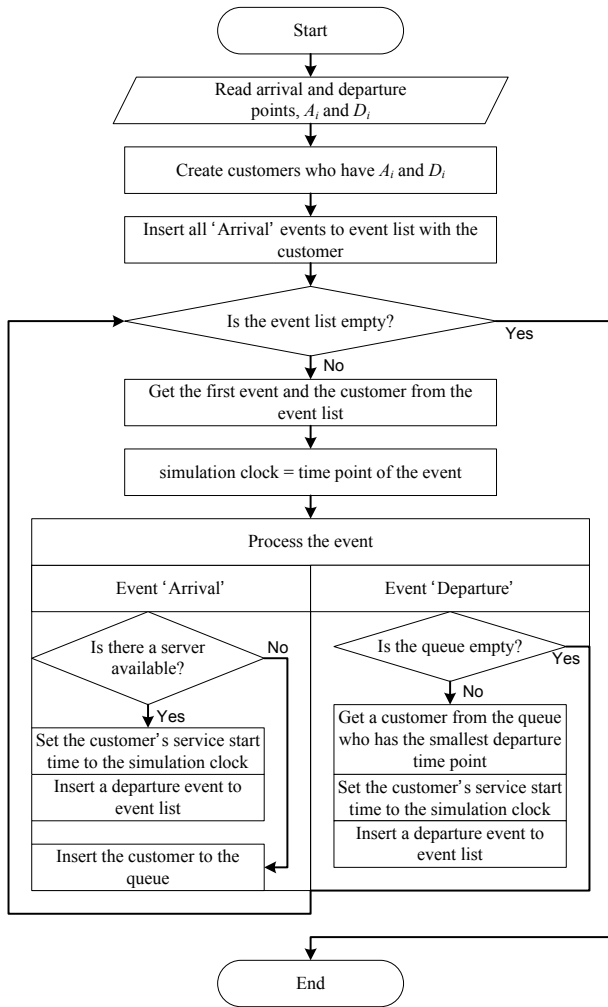 Start
Read arrival and departure
points, Aᵢ and Dᵢ
Create customers who have Aᵢ and Dᵢ
Insert all ‘Arrival’ events to event list with the
customer
Is the event list empty?
Yes
No
Get the first event and the customer from the
event list
simulation clock = time point of the event
Process the event
Event ‘Arrival’
Event ‘Departure’
Is there a server
available?
No
Yes
Set the customer’s service start
time to the simulation clock
Insert a departure event to
event list
Insert the customer to the
queue
Is the queue empty?
Yes
No
Get a customer from the queue
who has the smallest departure
time point
Set the customer’s service start
time to the simulation clock
Insert a departure event to
event list
End